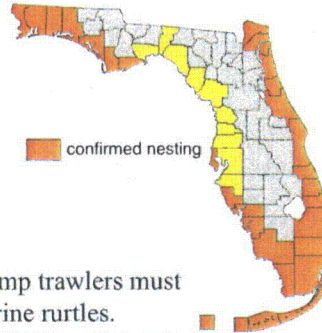 confirmed nesting
mp trawlers must
rine rurtles.